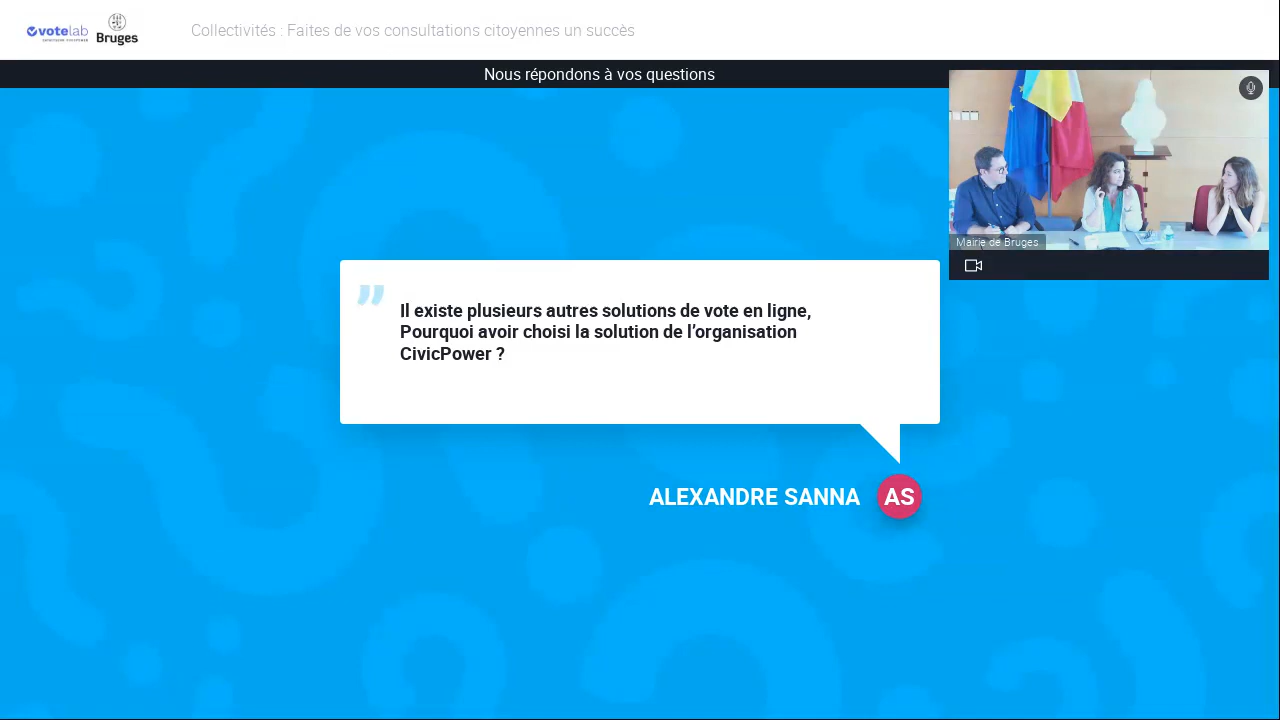 votelab
Bruges
Collectivités : Faites de vos consultations citoyennes un succès
Nous répondons à vos questions
Mairie de Bruges
Il existe plusieurs autres solutions de vote en ligne,
Pourquoi avoir choisi la solution de l’organisation
CivicPower ?
ALEXANDRE SANNA
AS